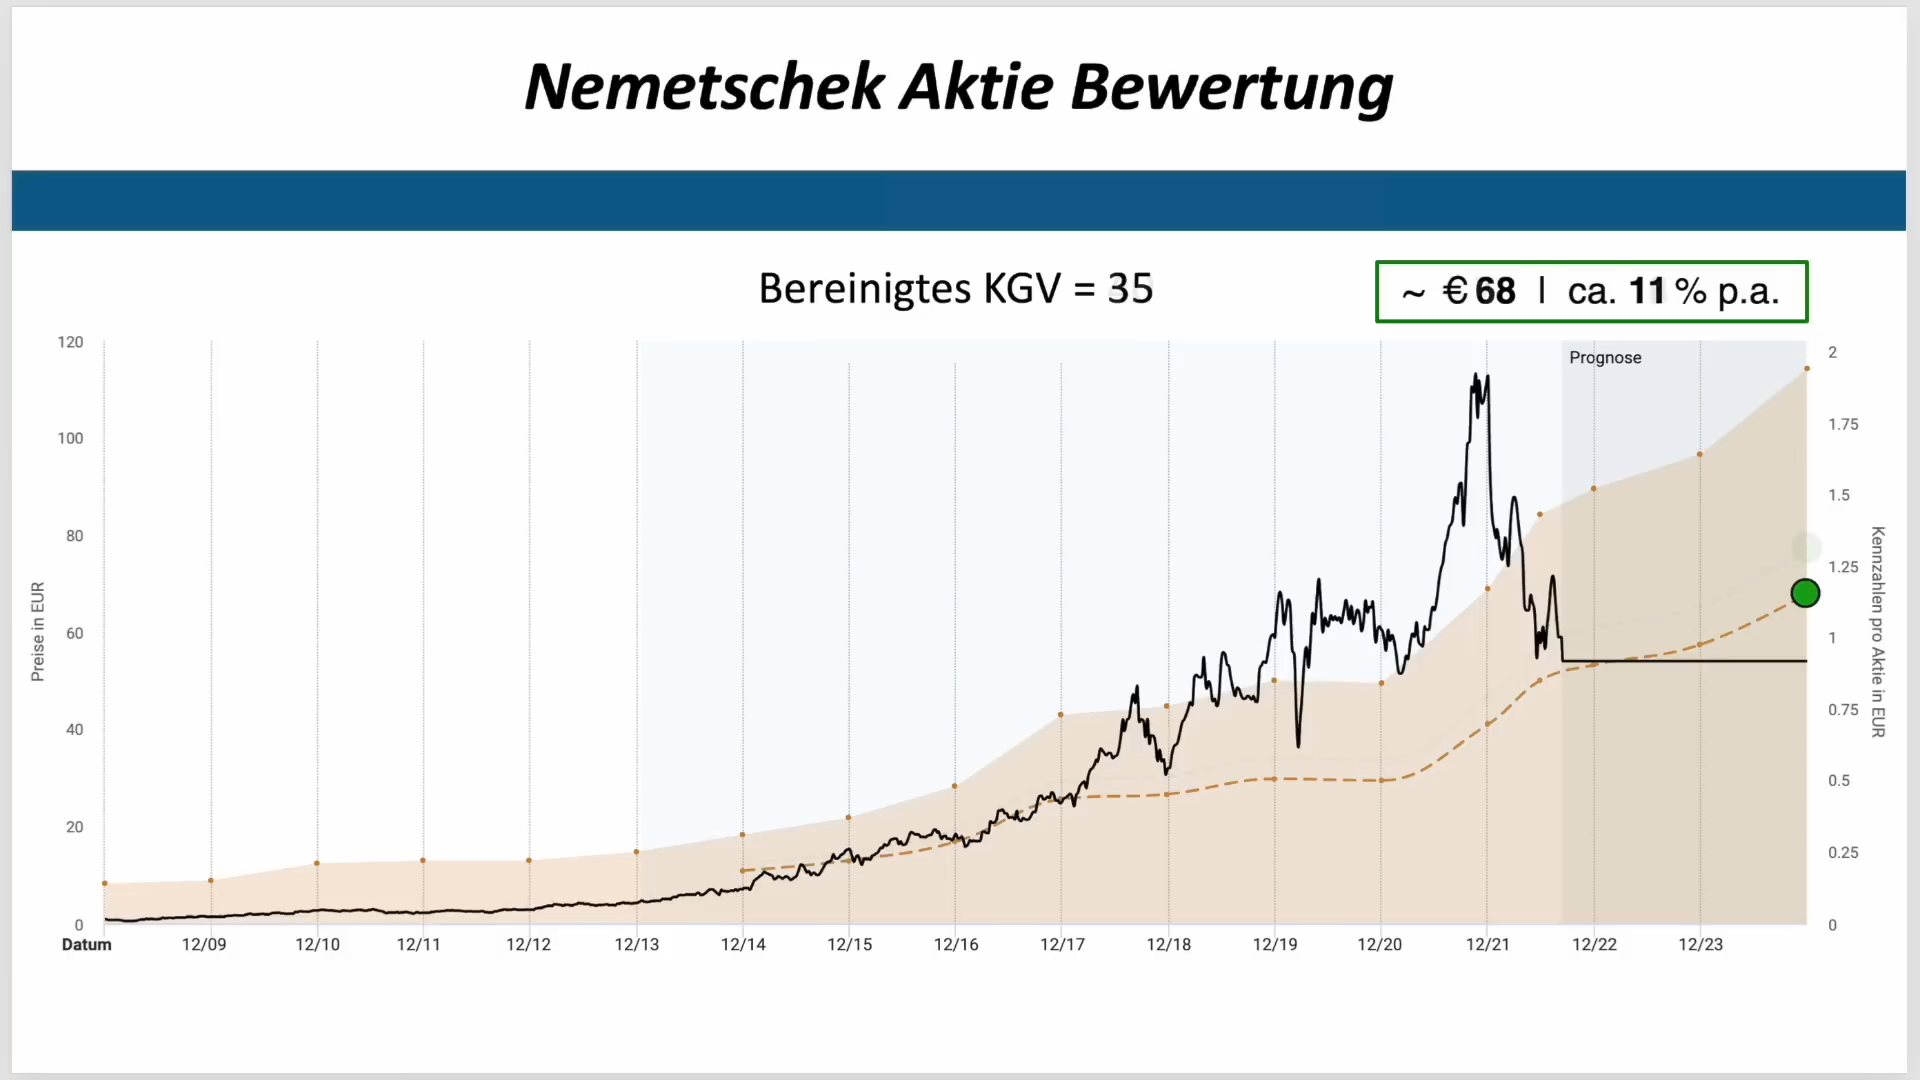 Nemetschek Aktie Bewertung
Bereinigtes KGV = 35
~ € 68 | ca. 11 % p.a.
Prognose
120
100
80
60
40
20
0
Preise in EUR
2
1.75
1.5
1.25
1
0.75
0.5
0.25
0
Kennzahlen pro Aktie in EUR
Datum 12/09 12/10 12/11 12/12 12/13 12/14 12/15 12/16 12/17 12/18 12/19 12/20 12/21 12/22 12/23